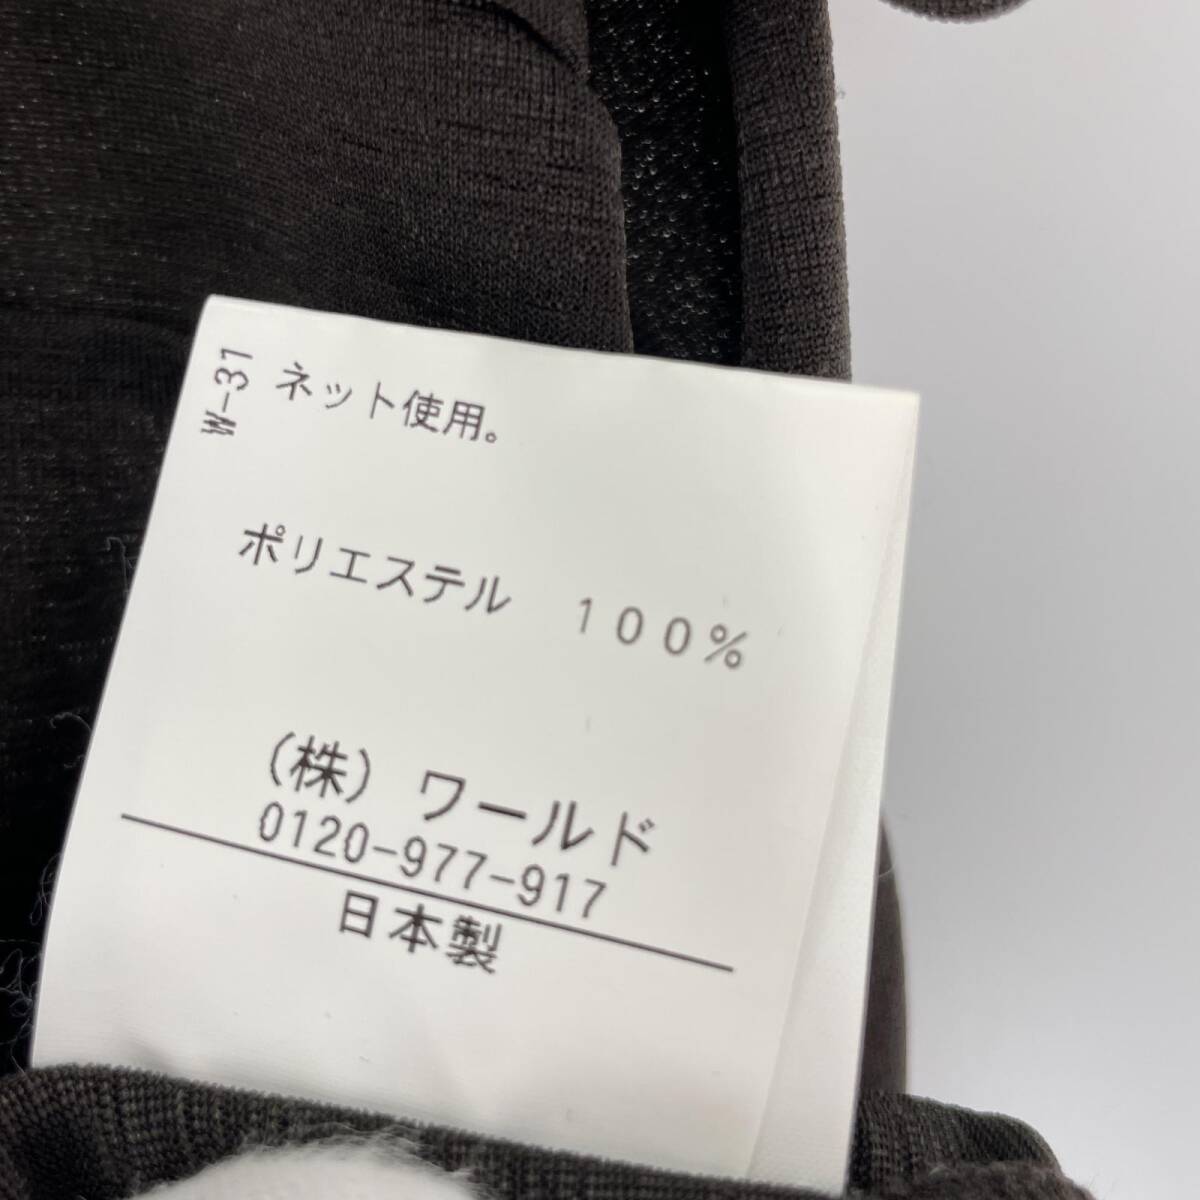 W-31
ネット使用。
ポリエステル 100%
(株) ワールド
0120-977-917
日本製